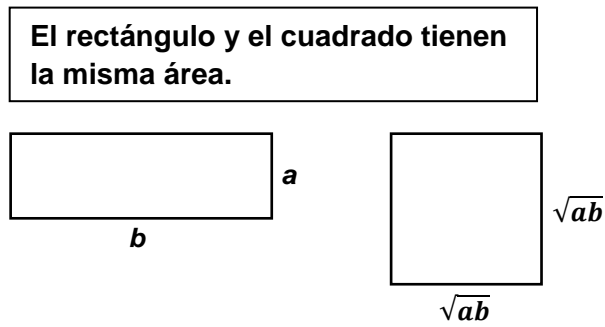 El rectángulo y el cuadrado tienen
la misma área.
a
b
√ab
√ab